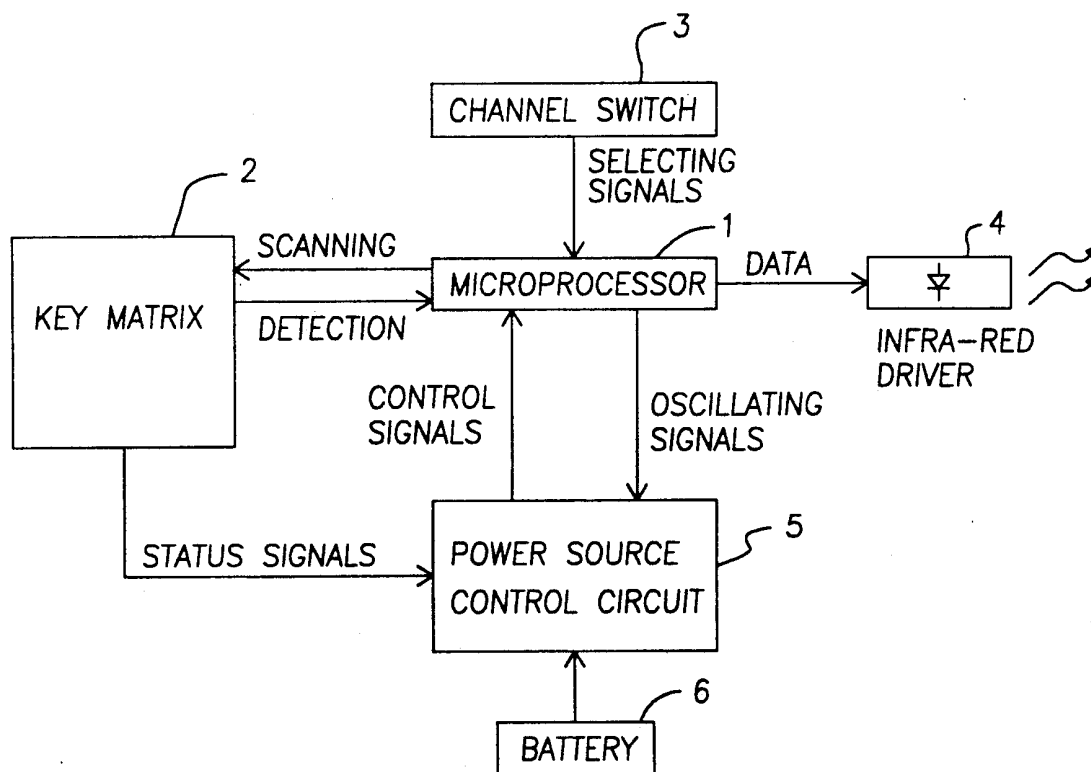 3
CHANNEL SWITCH
SELECTING
SIGNALS
2
KEY MATRIX
SCANNING
DETECTION
1
MICROPROCESSOR
DATA
4
INFRA-RED
DRIVER
CONTROL
SIGNALS
OSCILLATING
SIGNALS
STATUS SIGNALS
5
POWER SOURCE
CONTROL CIRCUIT
6
BATTERY